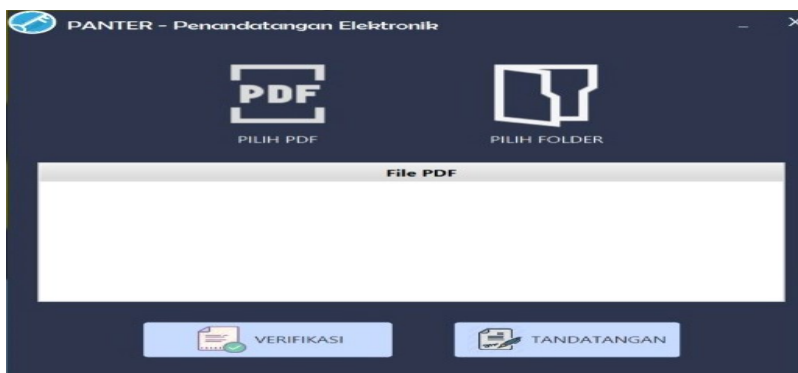 PANTER - Penandatangan Elektronik
PDF
PILIH PDF
PILIH FOLDER
File PDF
VERIFIKASI
TANDATANGAN